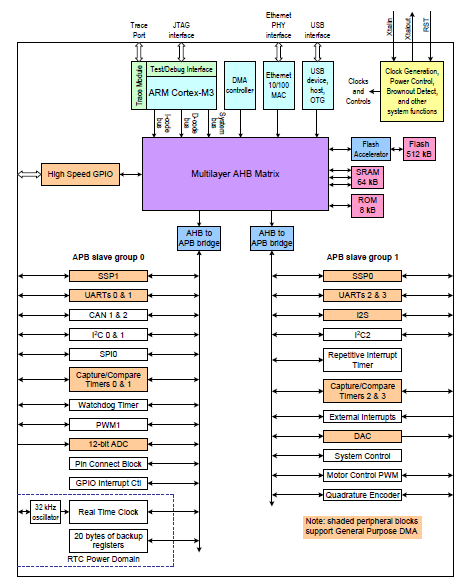 Trace
Port
JTAG
interface
Ethernet
PHY
interface
USB
interface
Xtalin
Xtalout
RST
Trace Module
Test/Debug Interface
ARM Cortex-M3
DMA
controller
Ethernet
10/100
MAC
USB
device,
host,
OTG
Clocks
and
Controls
Clock Generation,
Power Control,
Brownout Detect,
and other
system functions
I-code
bus
D-code
bus
System
bus
High Speed GPIO
Multilayer AHB Matrix
Flash
Accelerator
Flash
512 kB
SRAM
64 kB
ROM
8 kB
AHB to
APB bridge
AHB to
APB bridge
APB slave group 0
SSP1
UARTs 0 & 1
CAN 1 & 2
I²C 0 & 1
SPI0
Capture/Compare
Timers 0 & 1
Watchdog Timer
PWM1
12-bit ADC
Pin Connect Block
GPIO Interrupt Ctl
32 kHz
oscillator
Real Time Clock
20 bytes of backup
registers
RTC Power Domain
APB slave group 1
SSP0
UARTs 2 & 3
I2S
I²C2
Repetitive Interrupt
Timer
Capture/Compare
Timers 2 & 3
External Interrupts
DAC
System Control
Motor Control PWM
Quadrature Encoder
Note: shaded peripheral blocks
support General Purpose DMA